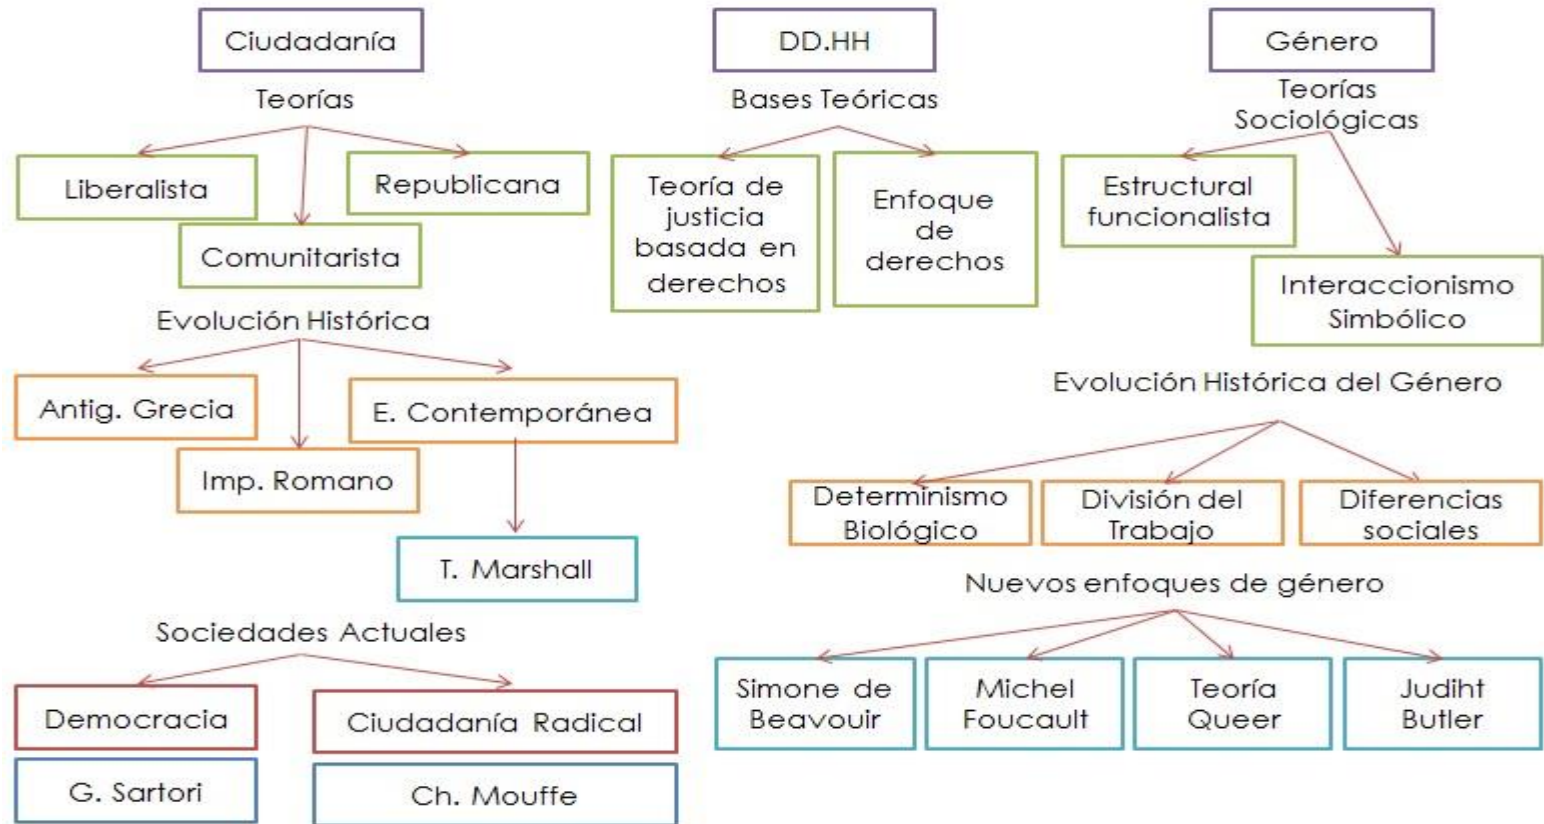 Ciudadanía
Teorías
Liberalista
Republicana
Comunitarista
Evolución Histórica
Antig. Grecia
E. Contemporánea
Imp. Romano
T. Marshall
Sociedades Actuales
Democracia
Ciudadanía Radical
G. Sartori
Ch. Mouffe
DD.HH
Bases Teóricas
Teoría de
justicia
basada en
derechos
Enfoque
de
derechos
Género
Teorías
Sociológicas
Estructural
funcionalista
Interaccionismo
Simbólico
Evolución Histórica del Género
Determinismo
Biológico
División del
Trabajo
Diferencias
sociales
Nuevos enfoques de género
Simone de
Beavouir
Michel
Foucault
Teoría
Queer
Judiht
Butler